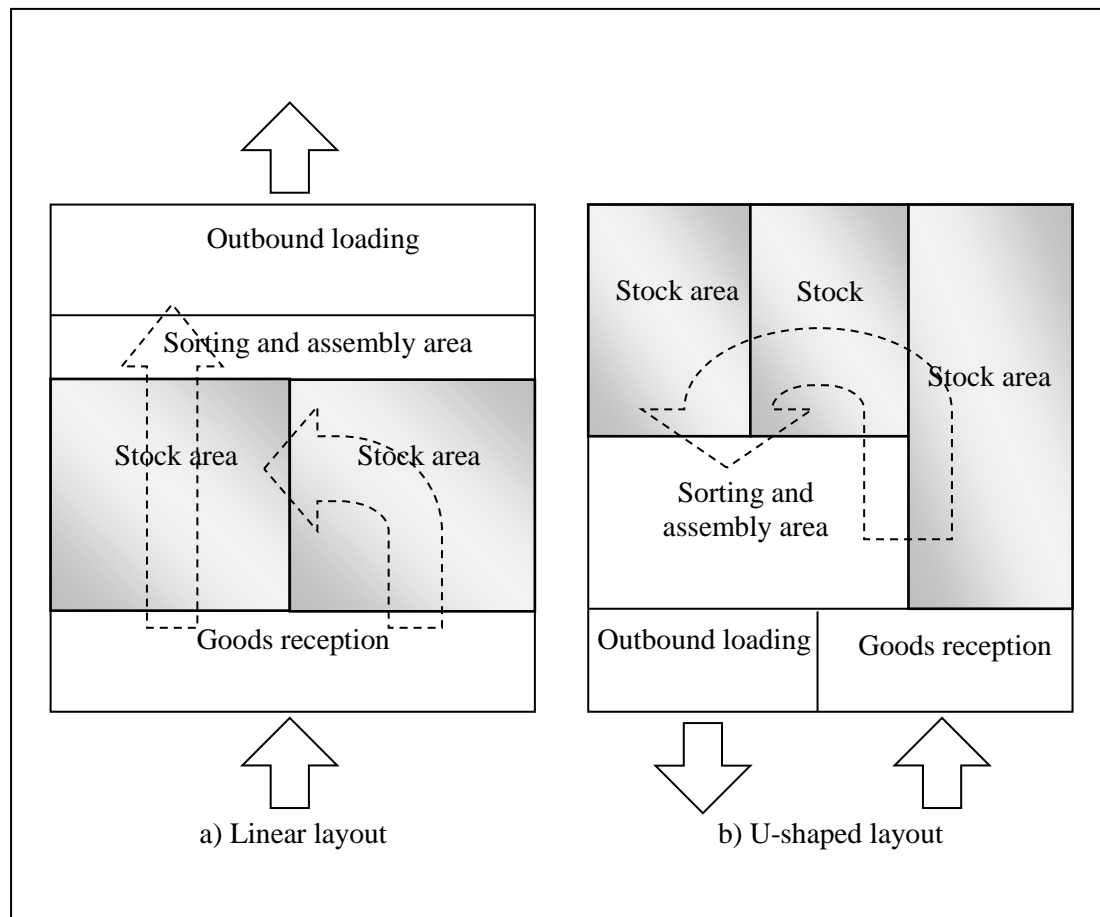 Outbound loading
Sorting and assembly area
Stock area
Stock area
Goods reception
a) Linear layout
Stock area
Stock
Stock area
Sorting and
assembly area
Outbound loading
Goods reception
b) U-shaped layout